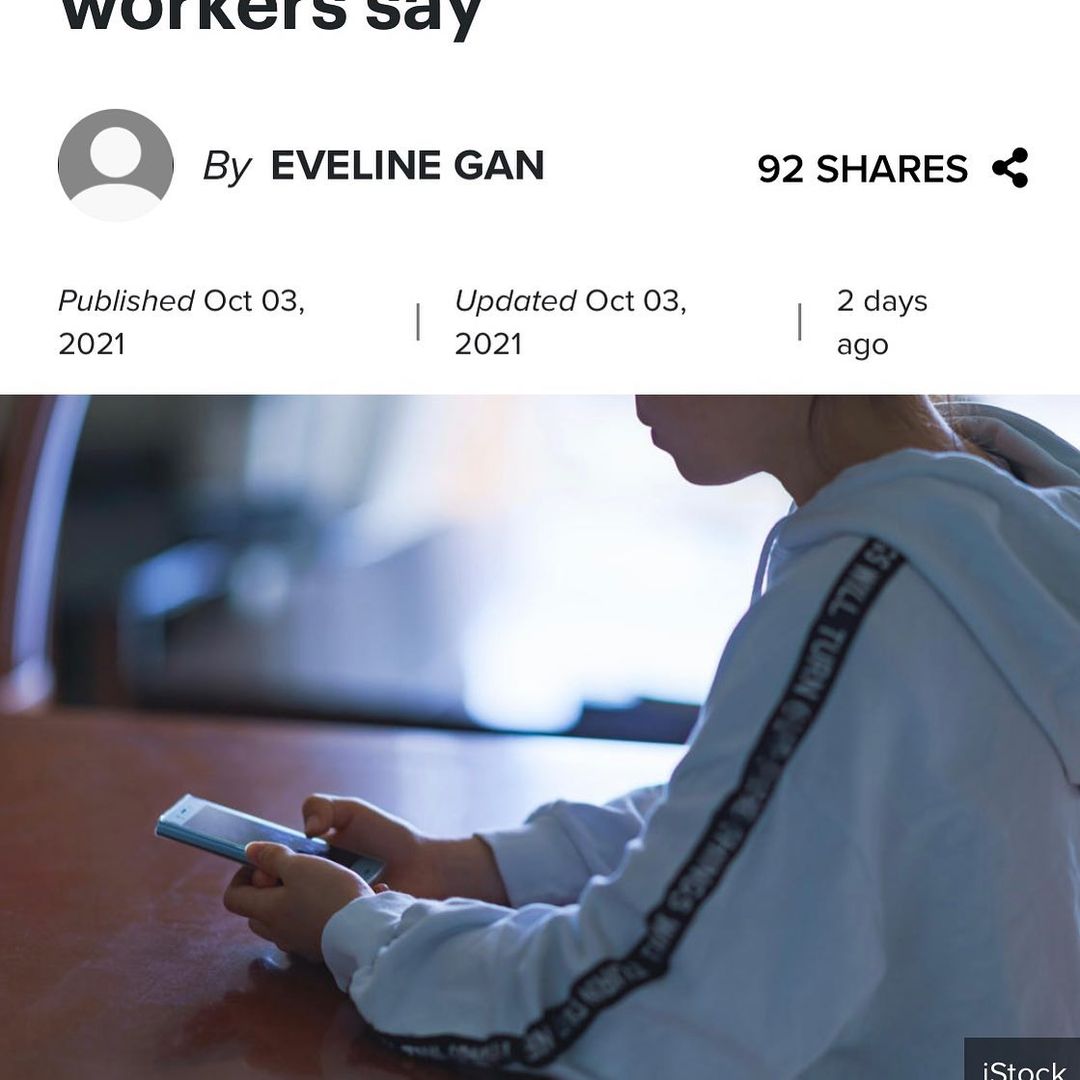 workers say
By EVELINE GAN
92 SHARES
Published Oct 03,
2021
Updated Oct 03,
2021
2 days
ago
WILL TURN
iStock